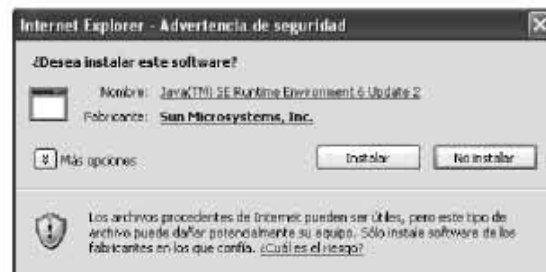 Internet Explorer - Advertencia de seguridad
¿Desea instalar este software?
Nombre: Java(TM) SE Runtime Environment 6 Update 2
Fabricante: Sun Microsystems, Inc.
Más opciones
Instalar
No instalar
Los archivos procedentes de Internet pueden ser útiles, pero este tipo de
archivo puede dañar potencialmente su equipo. Sólo instale software de los
fabricantes en los que confía. ¿Cuál es el riesgo?